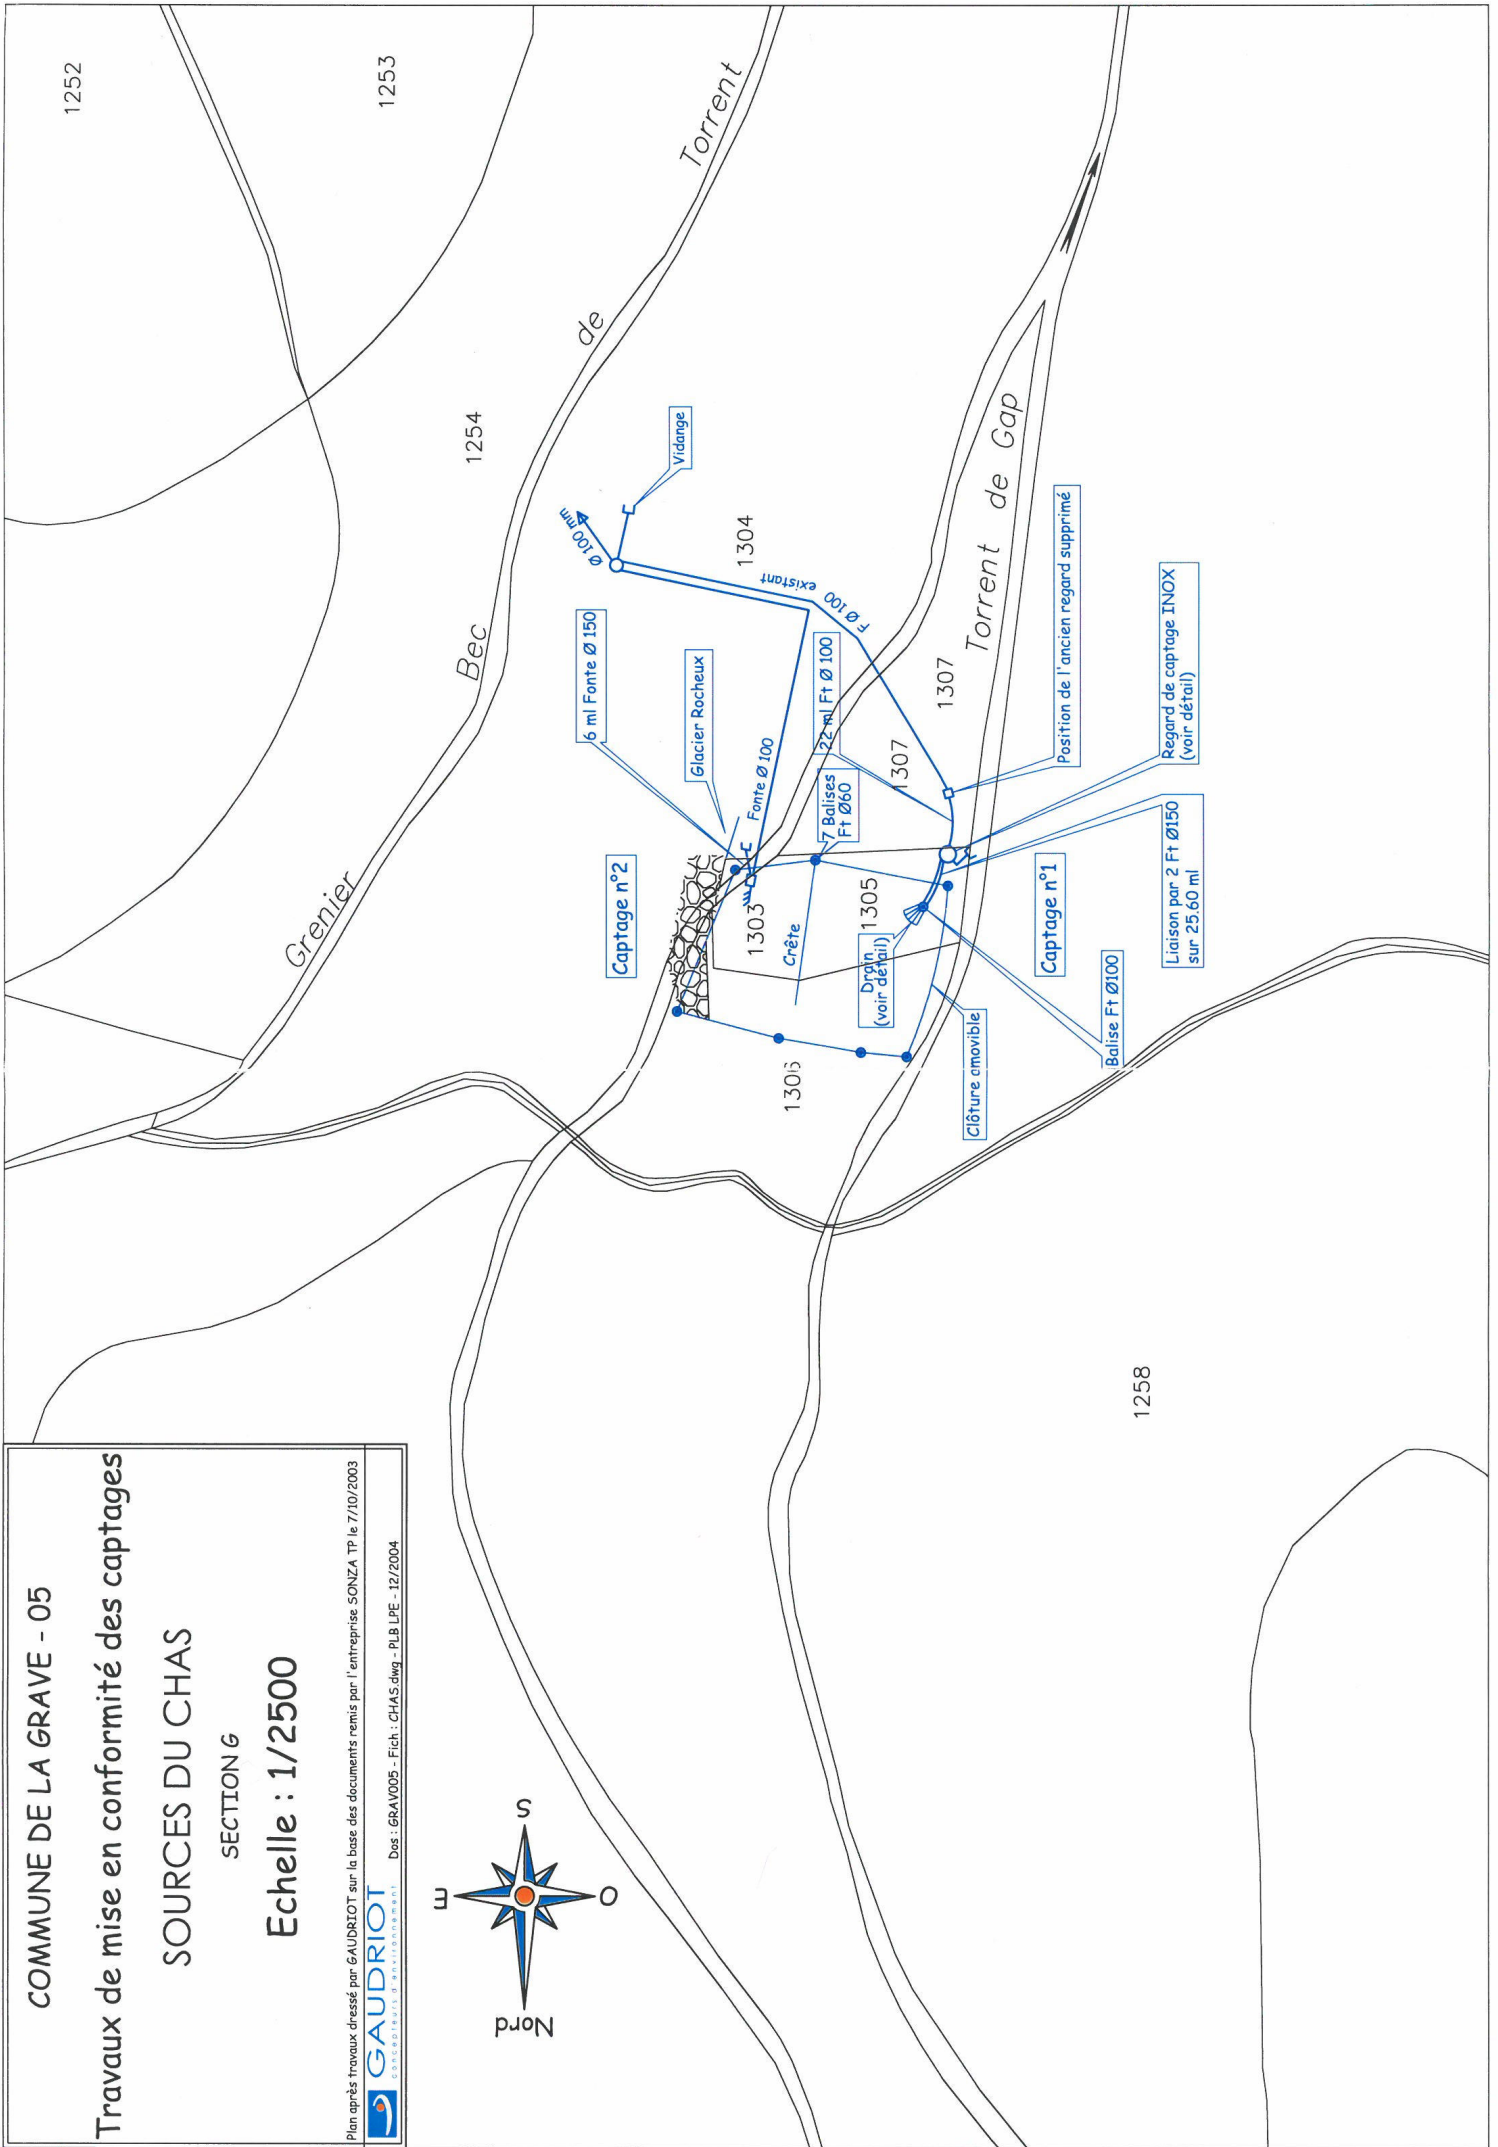 COMMUNE DE LA GRAVE - 05
Travaux de mise en conformité des captages
SOURCES DU CHAS
SECTION G
Echelle : 1/2500
Plan après travaux dressé par GAUDRIOT sur la base des documents remis par l'entreprise SONZA TP le 7/10/2003
GAUDRIOT
concepteurs d'environnement
Dos : GRAV005 - Fich : CHAS.dwg - PLB LPE - 12/2004
Nord
E
S
O
1252
1253
1254
Torrent
de
Bec
Grenier
Vidange
Ø 100 mm
1304
existant
F Ø 100
6 ml Fonte Ø 150
Glacier Rocheux
Fonte Ø 100
22 ml Ft Ø 100
7 Balises
Ft Ø60
Captage n°2
1303
Crête
1305
1307
1307
Torrent de Gap
Drain
(voir détail)
1306
Position de l'ancien regard supprimé
Regard de captage INOX
(voir détail)
Liaison par 2 Ft Ø150
sur 25.60 ml
Captage n°1
Balise Ft Ø100
Clôture amovible
1258